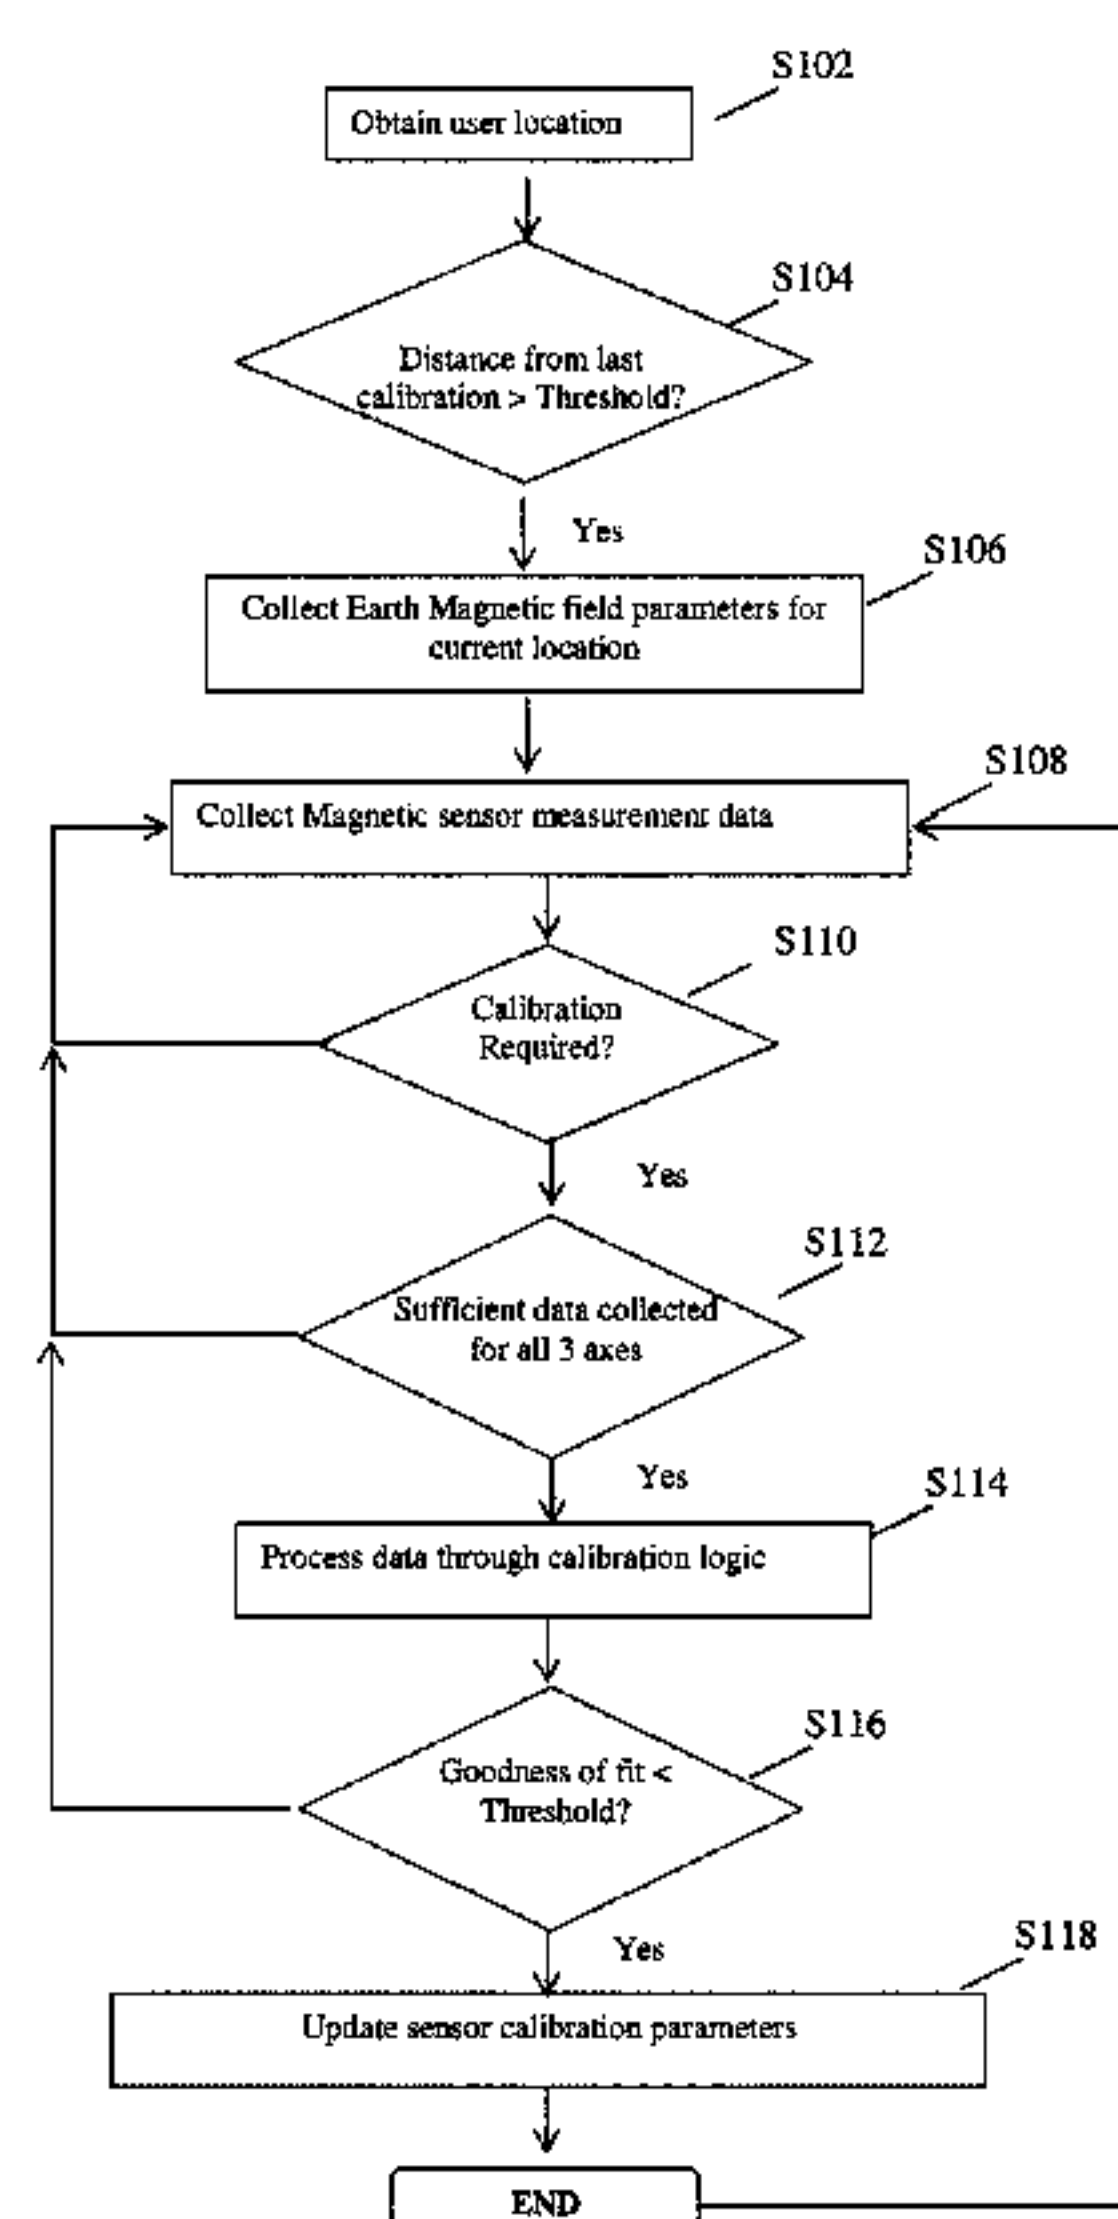 S102
Obtain user location
S104
Distance from last
calibration > Threshold?
Yes
S106
Collect Earth Magnetic field parameters for
current location
S108
Collect Magnetic sensor measurement data
S110
Calibration
Required?
Yes
S112
Sufficient data collected
for all 3 axes
Yes
S114
Process data through calibration logic
S116
Goodness of fit <
Threshold?
Yes
S118
Update sensor calibration parameters
END